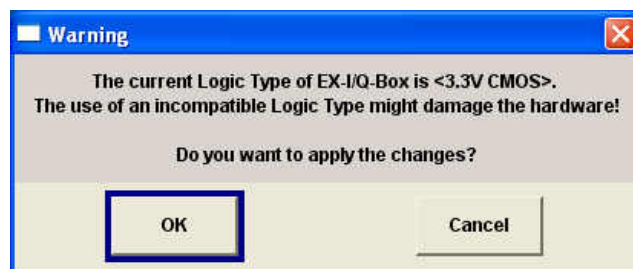 Warning
The current Logic Type of EX-I/Q-Box is <3.3V CMOS>.
The use of an incompatible Logic Type might damage the hardware!
Do you want to apply the changes?
OK
Cancel